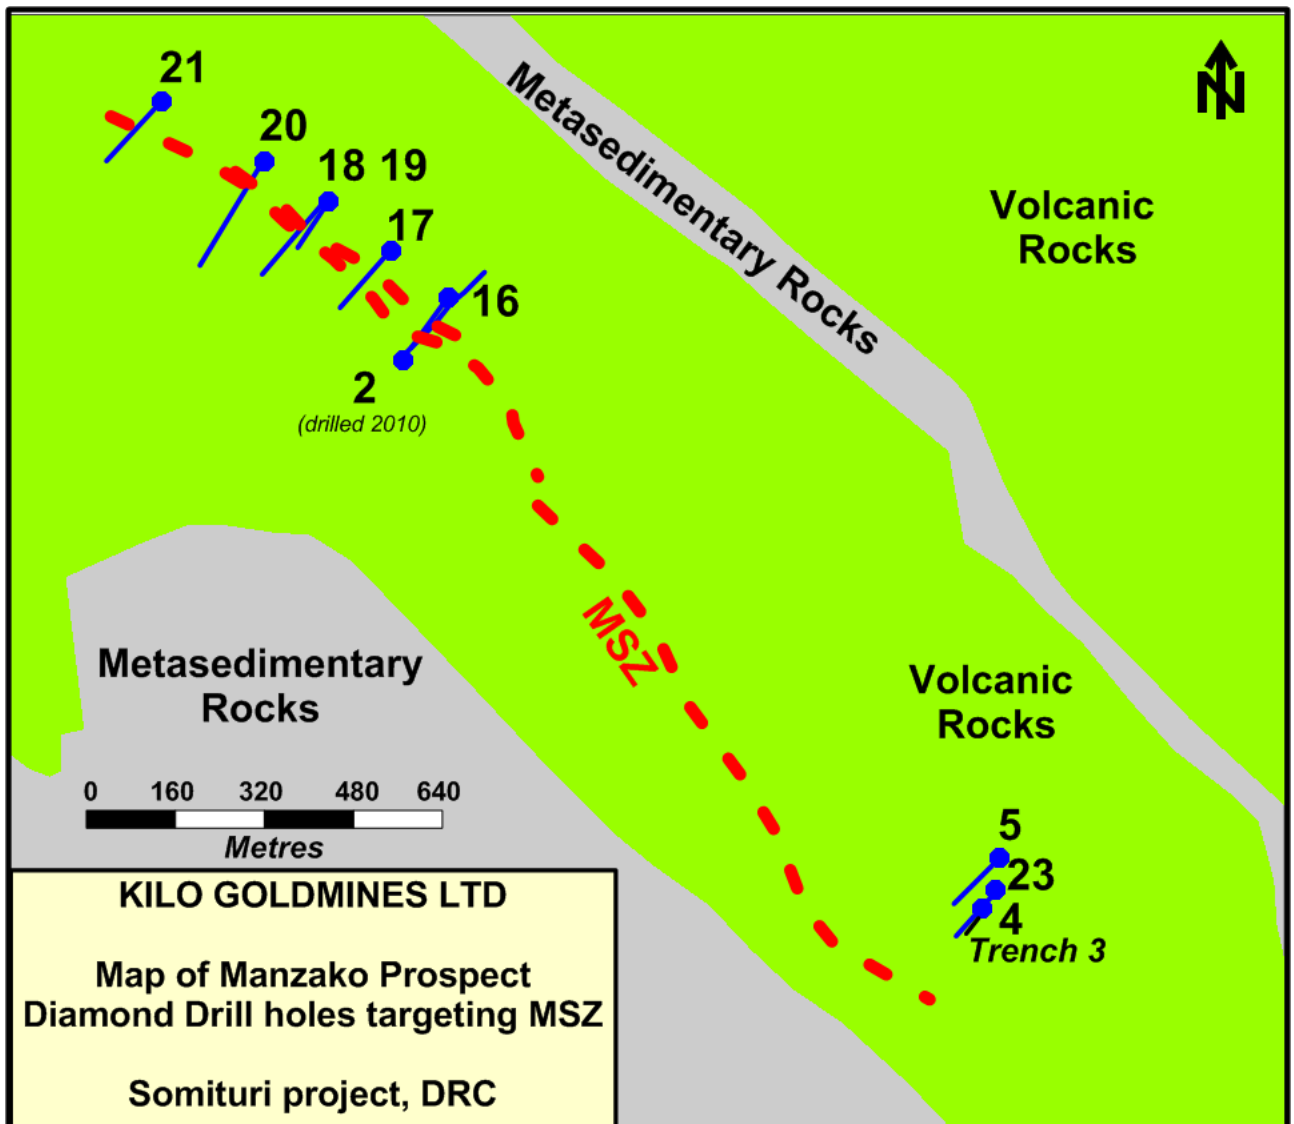 21
20
18 19
17
16
2
(drilled 2010)
N
Metasedimentary Rocks
Volcanic
Rocks
MSZ
Metasedimentary
Rocks
Volcanic
Rocks
0 160 320 480 640
Metres
5
23
4
Trench 3
KILO GOLDMINES LTD
Map of Manzako Prospect
Diamond Drill holes targeting MSZ
Somituri project, DRC